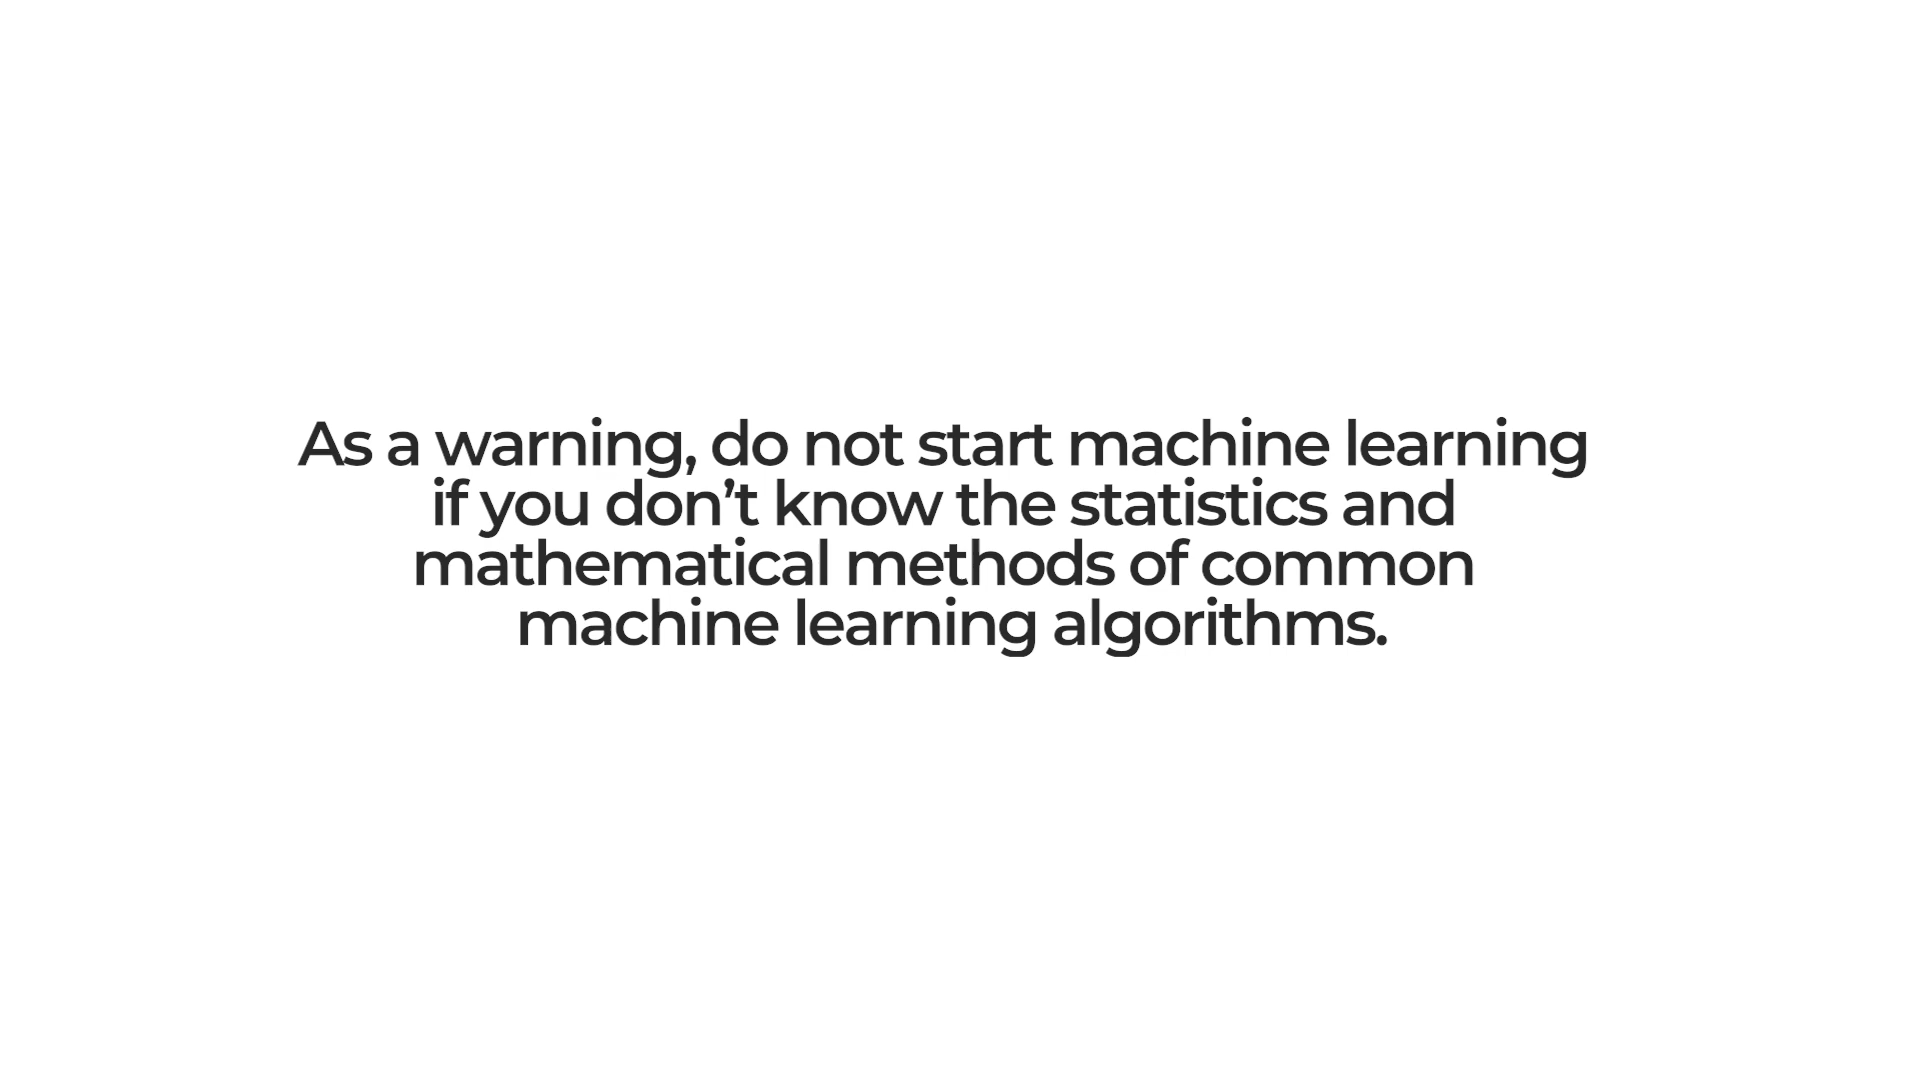 As a warning, do not start machine learning
if you don’t know the statistics and
mathematical methods of common
machine learning algorithms.